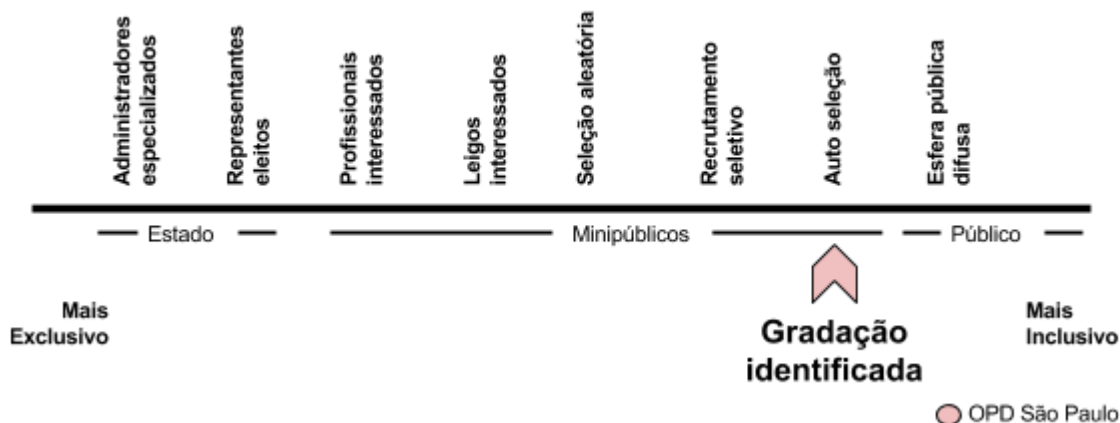 Administradores
especializados
Representantes
eleitos
Profissionais
interessados
Leigos
interessados
Seleção aleatória
Recrutamento
seletivo
Auto seleção
Esfera pública
difusa
Estado
Minipúblicos
Público
Mais
Exclusivo
Mais
Inclusivo
Gradação
identificada
OPD São Paulo